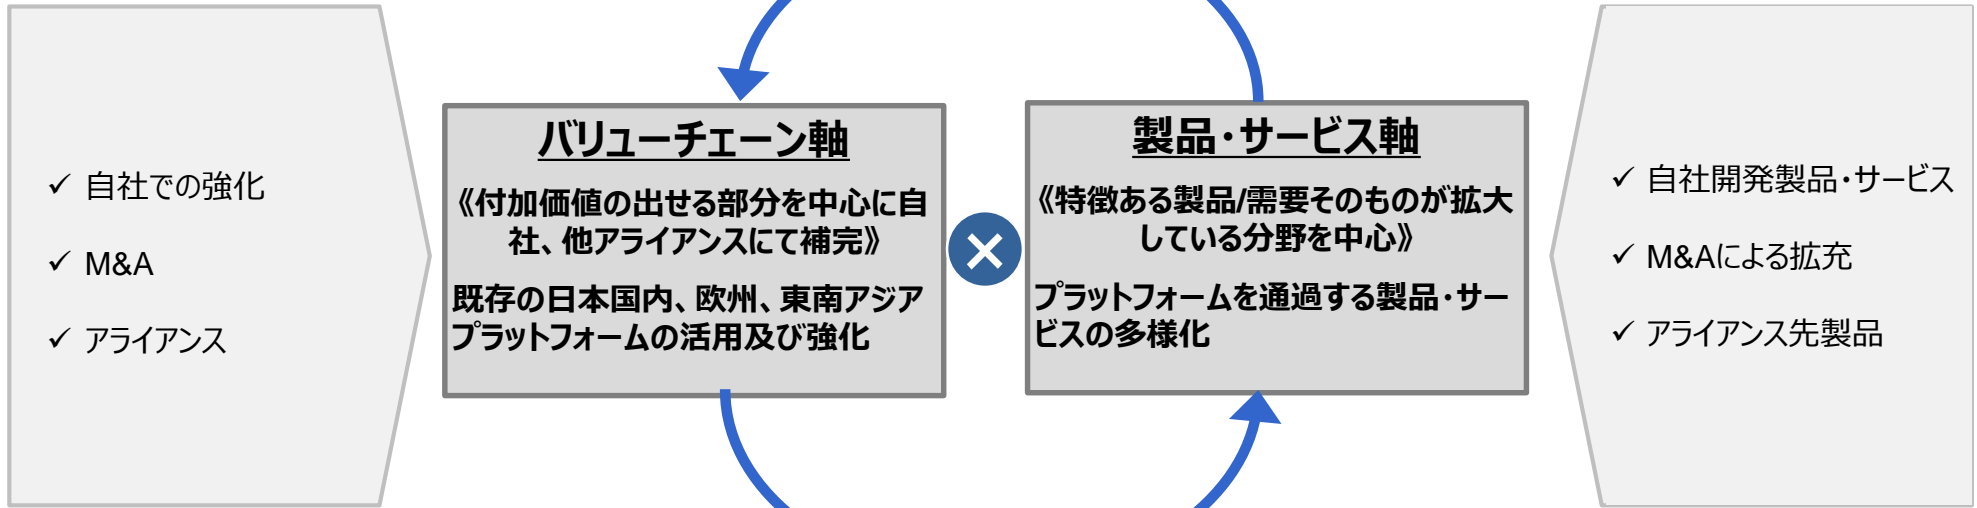 ✓ 自社での強化
✓ M&A
✓ アライアンス
バリューチェーン軸
《付加価値の出せる部分を中心に自
社、他アライアンスにて補完》
既存の日本国内、欧州、東南アジア
プラットフォームの活用及び強化
×
製品・サービス軸
《特徴ある製品/需要そのものが拡大
している分野を中心》
プラットフォームを通過する製品・サー
ビスの多様化
✓ 自社開発製品・サービス
✓ M&Aによる拡充
✓ アライアンス先製品